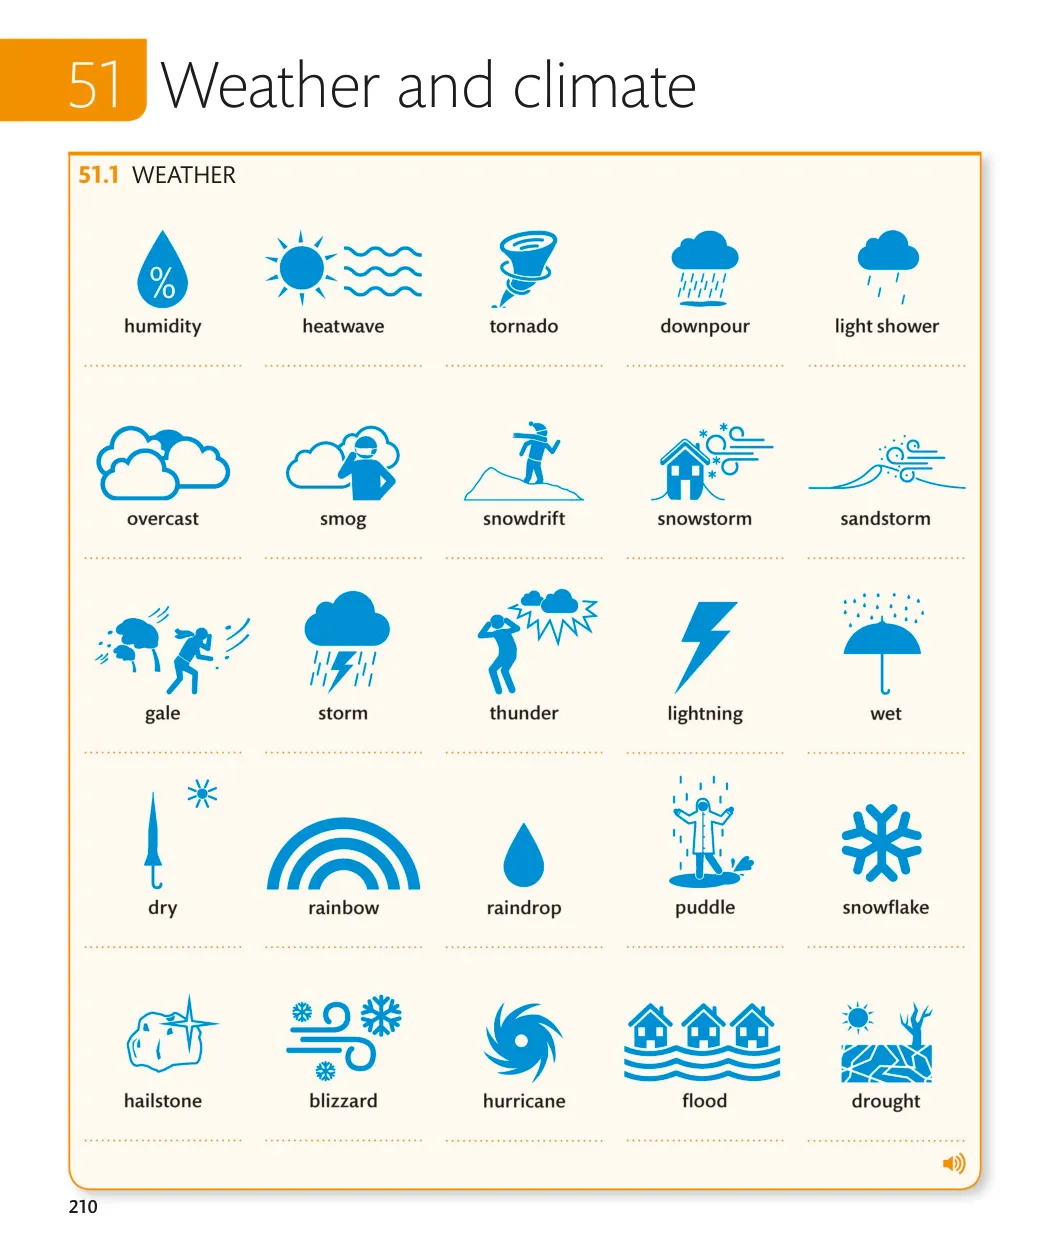 51 Weather and climate
51.1 WEATHER
%
humidity heatwave tornado downpour light shower
overcast smog snowdrift snowstorm sandstorm
gale storm thunder lightning wet
dry rainbow raindrop puddle snowflake
hailstone blizzard hurricane flood drought
210